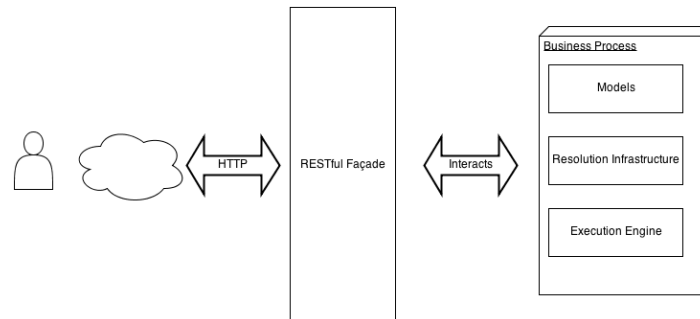 Business Process
Models
HTTP
RESTful Façade
Interacts
Resolution Infrastructure
Execution Engine